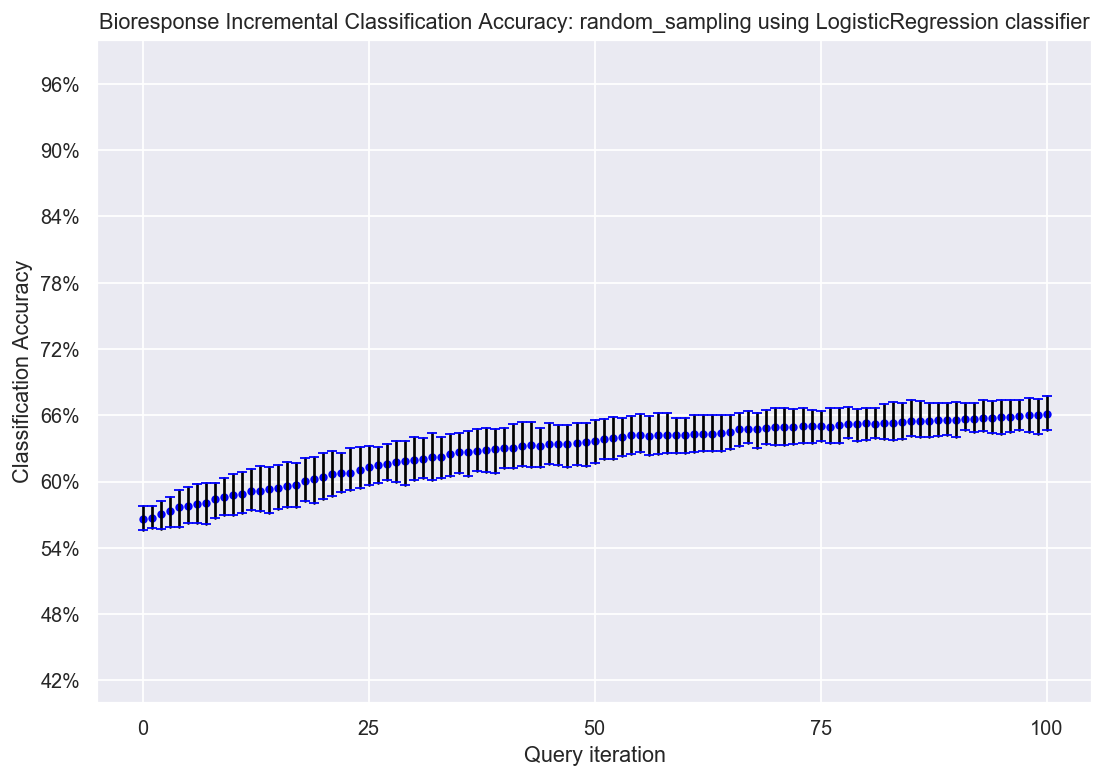 Bioresponse Incremental Classification Accuracy: random_sampling using LogisticRegression classifier
96%
90%
84%
78%
72%
66%
60%
54%
48%
42%
Classification Accuracy
0 25 50 75 100
Query iteration